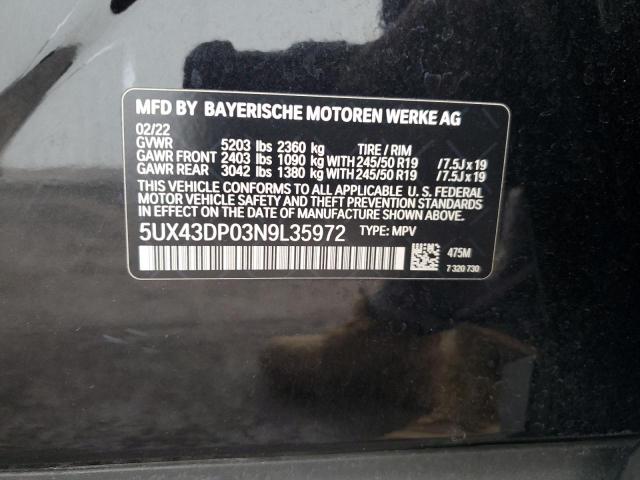 MFD BY BAYERISCHE MOTOREN WERKE AG
02/22
GVWR 5203 lbs 2360 kg TIRE / RIM
GAWR FRONT 2403 lbs 1090 kg WITH 245/50 R19 /7.5J x 19
GAWR REAR 3042 lbs 1380 kg WITH 245/50 R19 /7.5J x 19
THIS VEHICLE CONFORMS TO ALL APPLICABLE U. S. FEDERAL
MOTOR VEHICLE SAFETY AND THEFT PREVENTION STANDARDS
IN EFFECT ON THE DATE OF MANUFACTURE SHOWN ABOVE.
5UX43DP03N9L35972 TYPE: MPV
475M
7 320 730